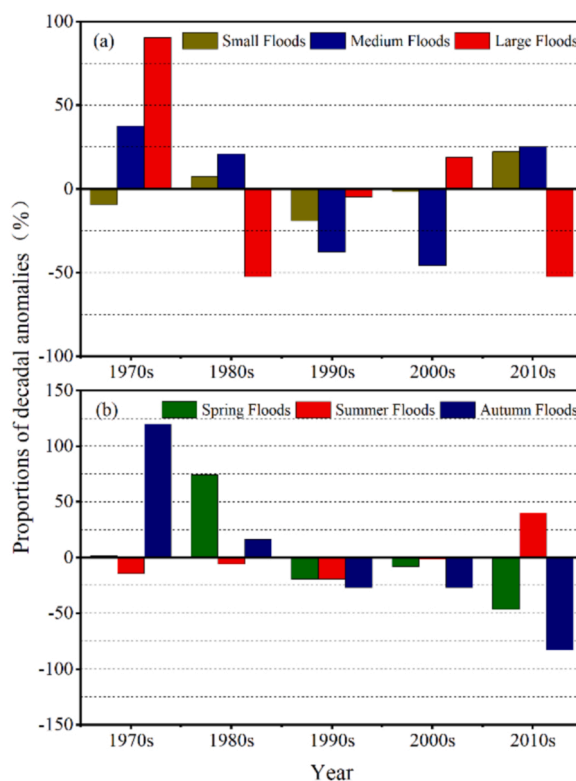 100
(a) Small Floods Medium Floods Large Floods
50
0
-50
-100
1970s 1980s 1990s 2000s 2010s
150
(b) Spring Floods Summer Floods Autumn Floods
100
50
0
-50
-100
-150
1970s 1980s 1990s 2000s 2010s
Year
Proportions of decadal anomalies (%)